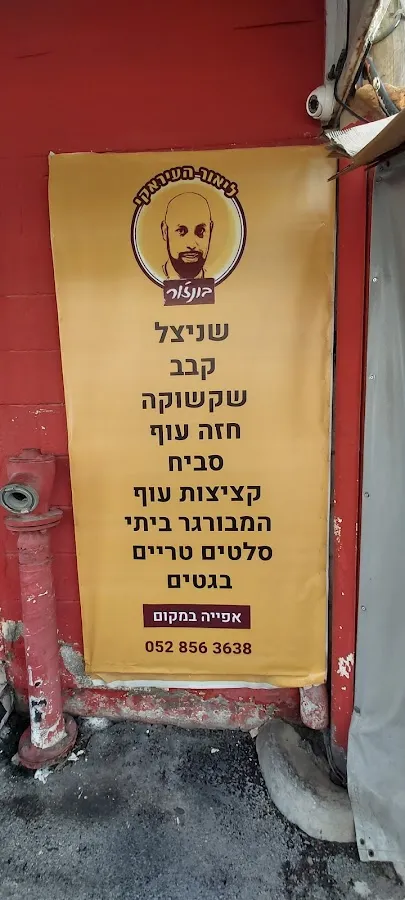 ליאור-העיראקי
בונז'ור
שניצל
קבב
שקשוקה
חזה עוף
סביח
קציצות עוף
המבורגר ביתי
סלטים טריים
בגטים
אפייה במקום
052 856 3638